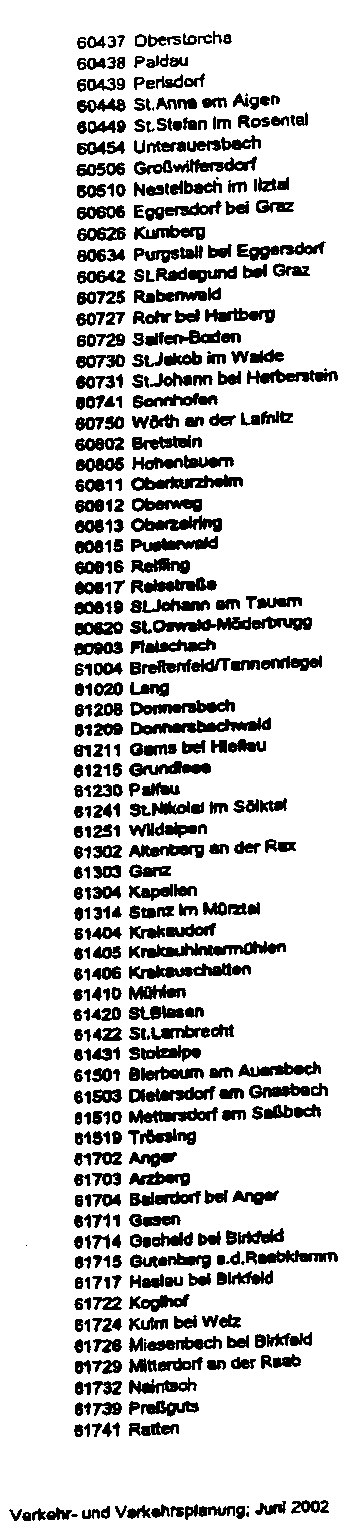 60437 Oberstorcha
60438 Paldau
60439 Perlsdorf
60448 St.Anna am Aigen
60449 St.Stefan im Rosental
60454 Unterauersbach
60506 Großwilfersdorf
60510 Nestelbach im Ilztal
60606 Eggersdorf bei Graz
60626 Kumberg
60634 Purgstall bei Eggersdorf
60642 St.Radegund bei Graz
60725 Rabenwald
60727 Rohr bei Hartberg
60729 Saifen-Boden
60730 St.Jakob im Walde
60731 St.Johann bei Herberstein
60741 Sonnhofen
60750 Wörth an der Lafnitz
60802 Bretstein
60805 Hohentauern
60811 Oberkurzheim
60812 Oberweg
60813 Oberzeiring
60815 Pusterwald
60816 Reifling
60817 Reisstraße
60819 St.Johann am Tauern
60820 St.Oswald-Möderbrugg
60903 Flatschach
61004 Breitenfeld/Tannenriegel
61020 Lang
61208 Donnersbach
61209 Donnersbachwald
61211 Gams bei Hieflau
61215 Grundlsee
61230 Palfau
61241 St.Nikolai im Sölktal
61251 Wildalpen
61302 Altenberg an der Rax
61303 Ganz
61304 Kapellen
61314 Stanz im Mürztal
61404 Krakaudorf
61405 Krakauhintermühlen
61406 Krakauschatten
61410 Mühlen
61420 St.Blasen
61422 St.Lambrecht
61431 Stolzalpe
61501 Bierbaum am Auersbach
61503 Dietersdorf am Gnasbach
61510 Mettersdorf am Saßbach
61519 Trössing
61702 Anger
61703 Arzberg
61704 Baierdorf bei Anger
61711 Gasen
61714 Gschaid bei Birkfeld
61715 Gutenberg a.d.Raabklamm
61717 Haslau bei Birkfeld
61722 Koglhof
61724 Kulm bei Weiz
61726 Miesenbach bei Birkfeld
61729 Mitterdorf an der Raab
61732 Naintsch
61739 Preßguts
61741 Ratten
Verkehr- und Verkehrsplanung; Juni 2002